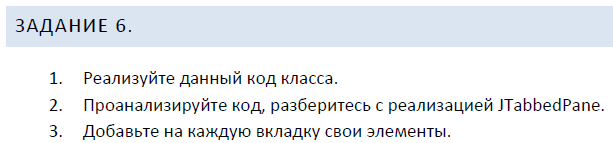 ЗАДАНИЕ 6.
1. Реализуйте данный код класса.
2. Проанализируйте код, разберитесь с реализацией JTabbedPane.
3. Добавьте на каждую вкладку свои элементы.